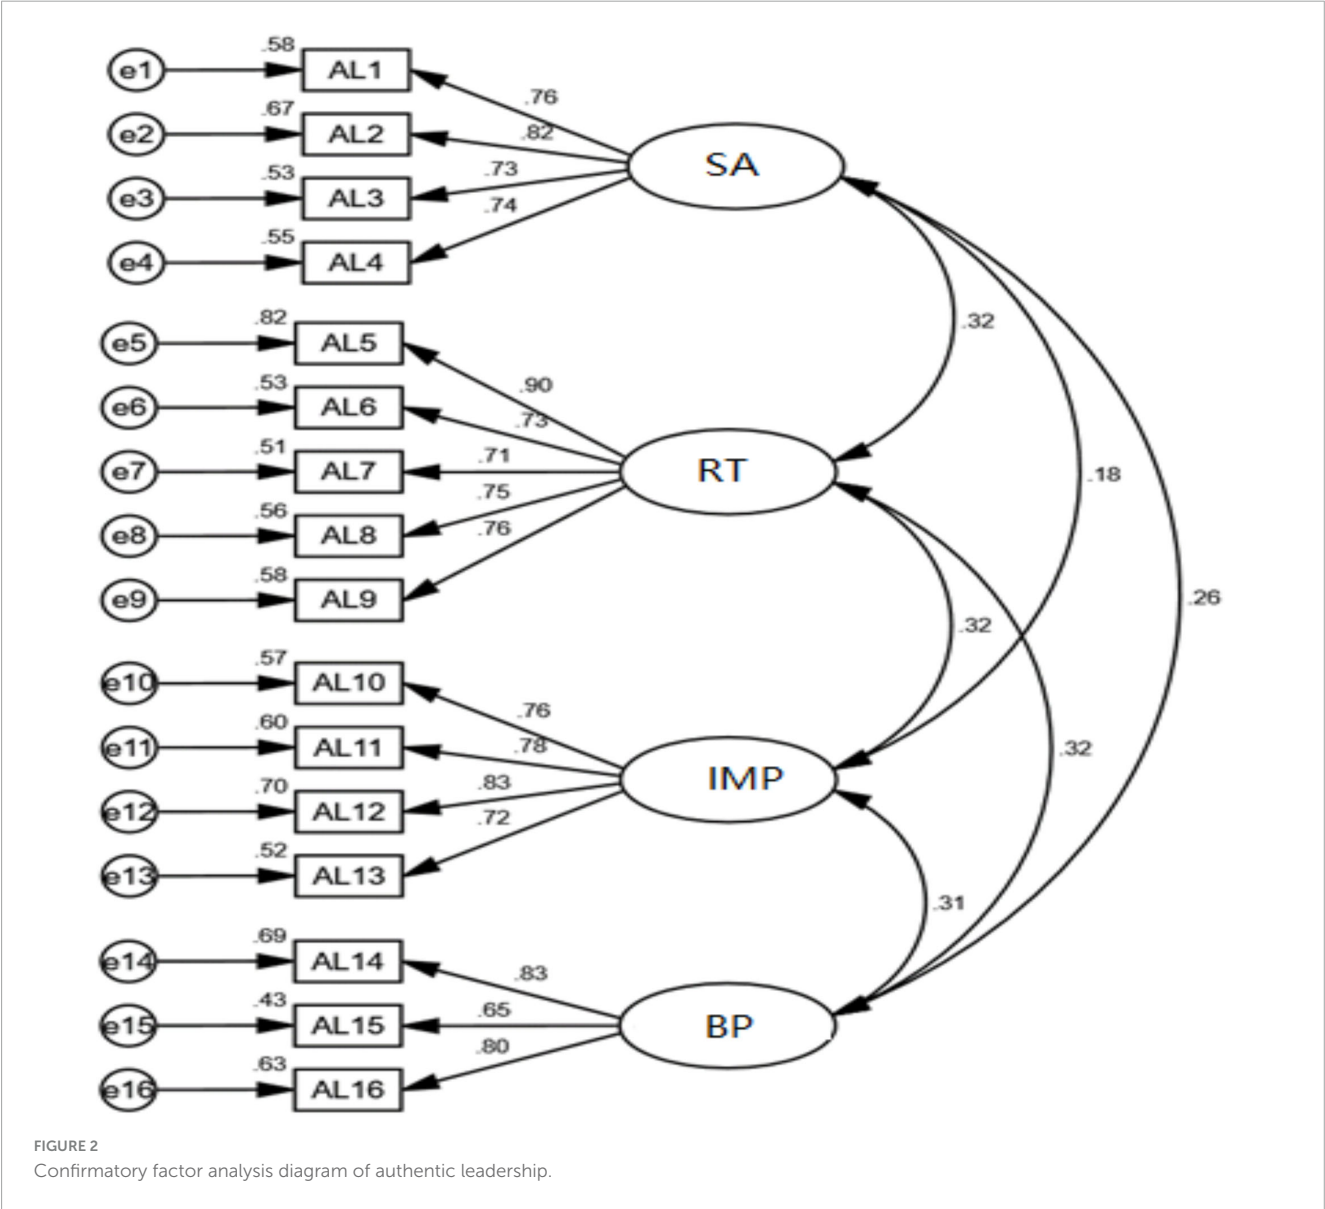 .58
e1 AL1
.76
.67
e2 AL2
.82
SA
.53
.73
e3 AL3
.74
.55
e4 AL4
.82
.32
e5 AL5
.90
.53
e6 AL6
.73
.51
.71
e7 AL7
RT
.18
.75
.56
e8 AL8
.76
.58
e9 AL9
.26
.32
.57
e10 AL10
.76
.60
e11 AL11
.78
.32
IMP
.70
.83
e12 AL12
.72
.52
e13 AL13
.31
.69
e14 AL14
.83
.43
.65
e15 AL15
BP
.80
.63
e16 AL16
FIGURE 2
Confirmatory factor analysis diagram of authentic leadership.